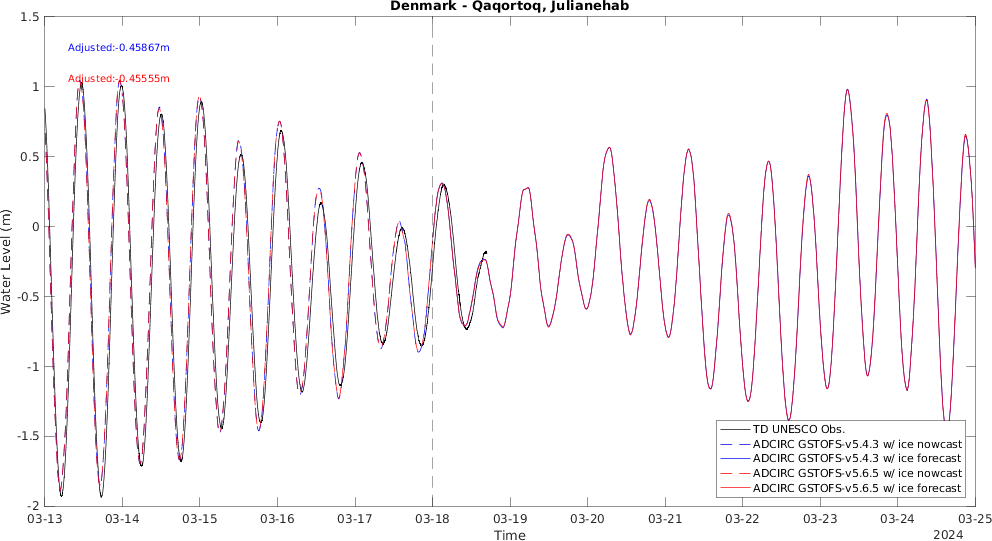 Denmark - Qaqortoq, Julianehab
1.5
Adjusted:-0.45867m
Adjusted:-0.45555m
1
0.5
0
-0.5
-1
-1.5
-2
Water Level (m)
TD UNESCO Obs.
ADCIRC GSTOFS-v5.4.3 w/ ice nowcast
ADCIRC GSTOFS-v5.4.3 w/ ice forecast
ADCIRC GSTOFS-v5.6.5 w/ ice nowcast
ADCIRC GSTOFS-v5.6.5 w/ ice forecast
03-13 03-14 03-15 03-16 03-17 03-18 03-19 03-20 03-21 03-22 03-23 03-24 03-25
Time
2024